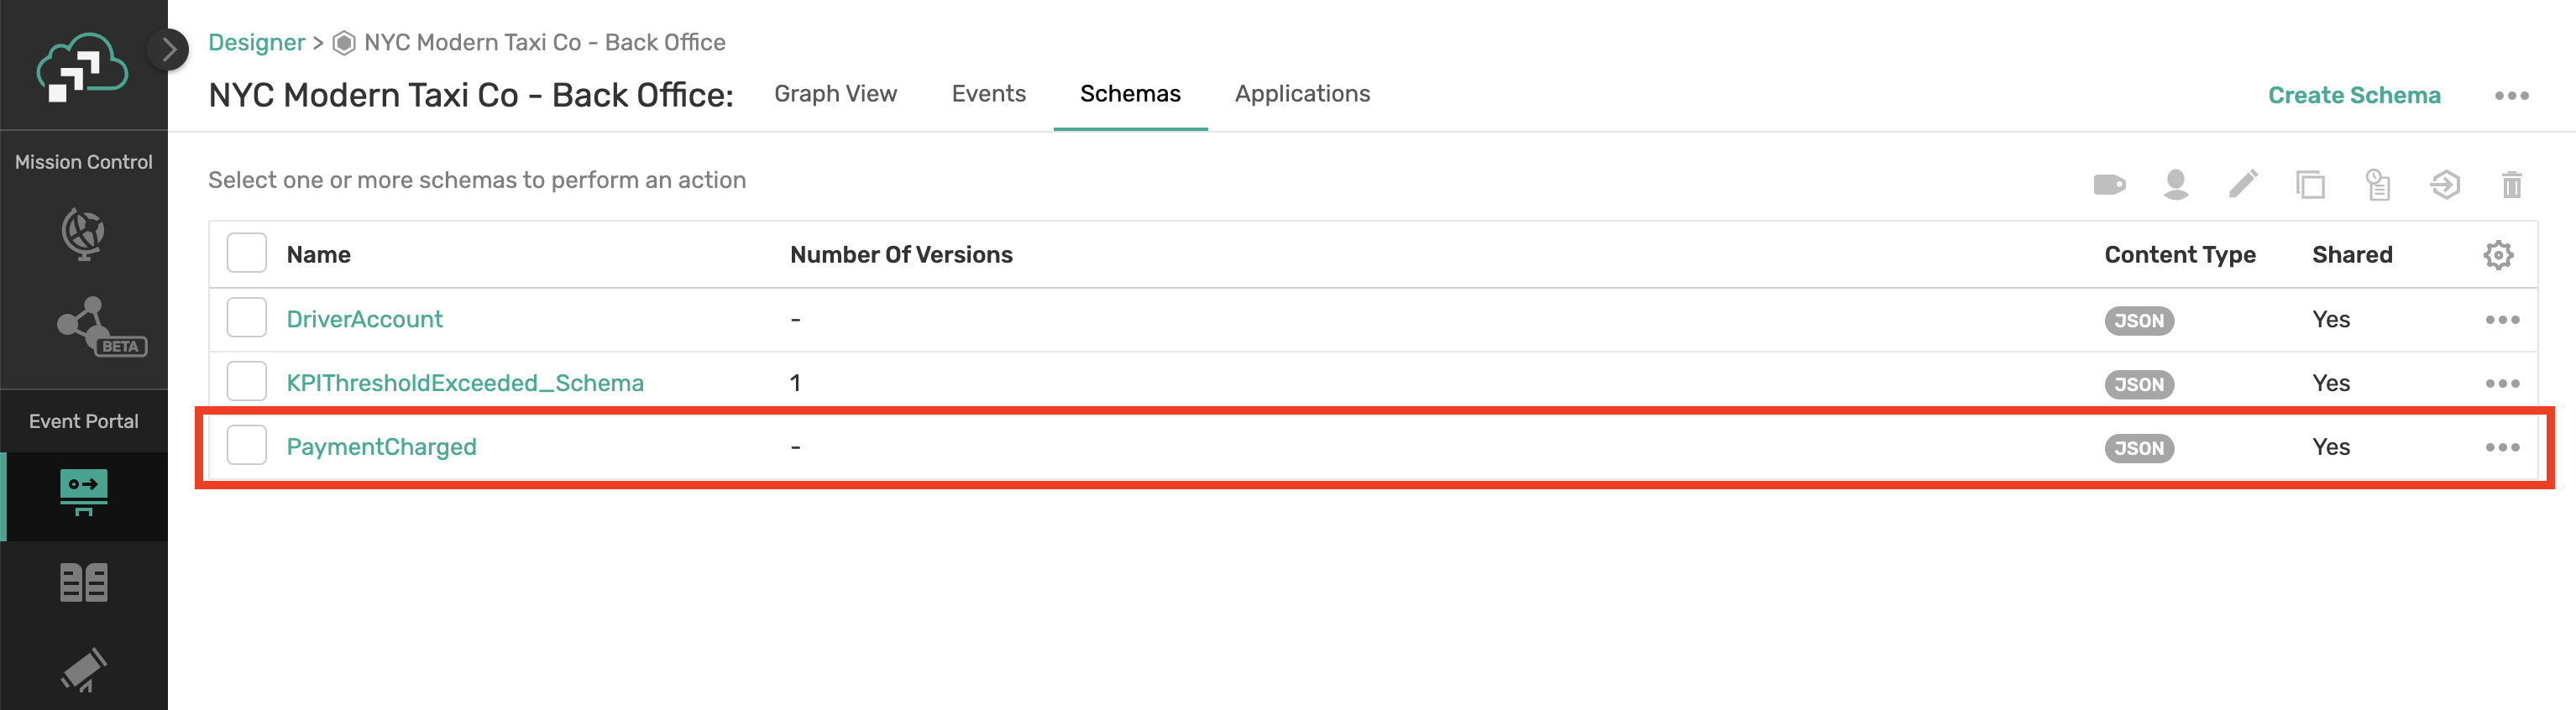 Designer > NYC Modern Taxi Co - Back Office
NYC Modern Taxi Co - Back Office: Graph View Events Schemas Applications Create Schema
Mission Control
Select one or more schemas to perform an action
Name Number Of Versions Content Type Shared
DriverAccount - JSON Yes
BETA
KPIThresholdExceeded_Schema 1 JSON Yes
Event Portal
PaymentCharged - JSON Yes